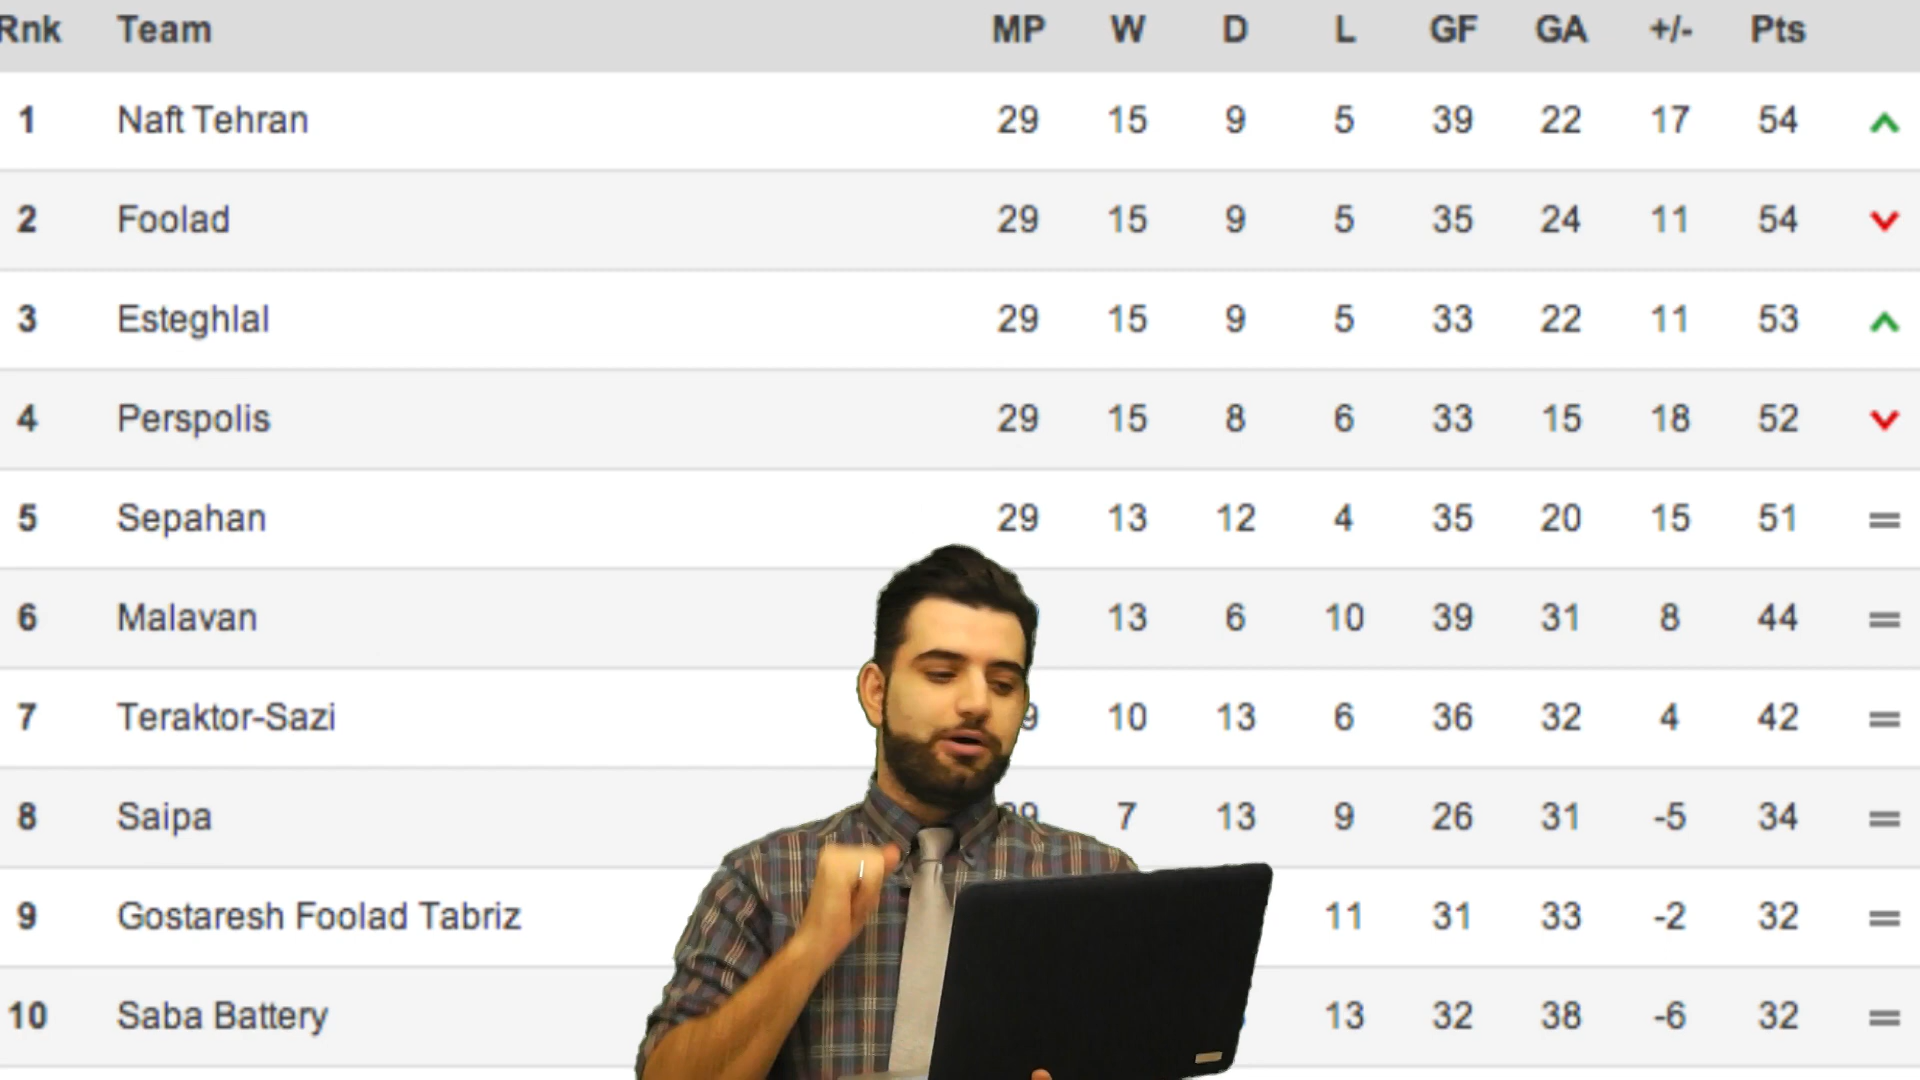 Rnk Team MP W D L GF GA +/- Pts
1 Naft Tehran 29 15 9 5 39 22 17 54
2 Foolad 29 15 9 5 35 24 11 54
3 Esteghlal 29 15 9 5 33 22 11 53
4 Perspolis 29 15 8 6 33 15 18 52
5 Sepahan 29 13 12 4 35 20 15 51
6 Malavan 13 6 10 39 31 8 44
7 Teraktor-Sazi 10 13 6 36 32 4 42
8 Saipa 7 13 9 26 31 -5 34
9 Gostaresh Foolad Tabriz 11 31 33 -2 32
10 Saba Battery 13 32 38 -6 32